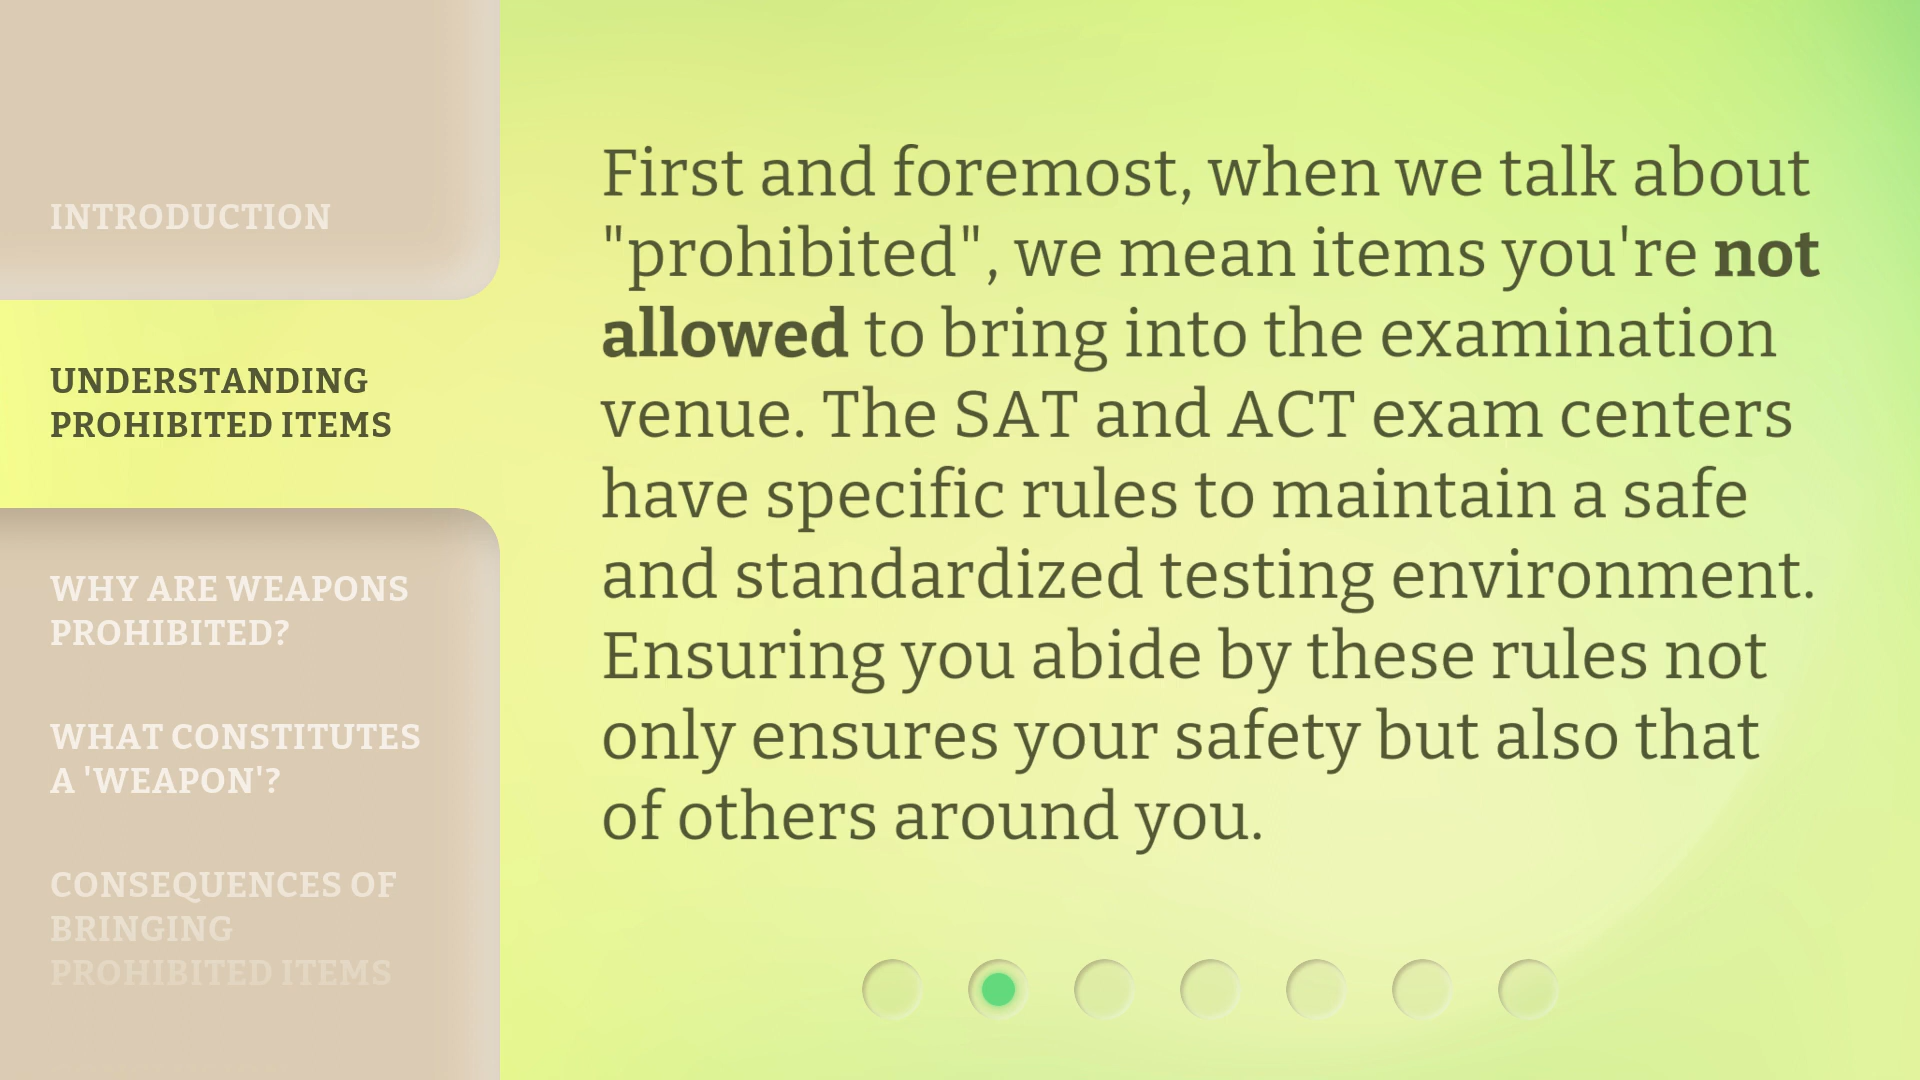 INTRODUCTION
UNDERSTANDING
PROHIBITED ITEMS
WHY ARE WEAPONS
PROHIBITED?
WHAT CONSTITUTES
A 'WEAPON'?
CONSEQUENCES OF
BRINGING
PROHIBITED ITEMS
First and foremost, when we talk about
"prohibited", we mean items you're not
allowed to bring into the examination
venue. The SAT and ACT exam centers
have specific rules to maintain a safe
and standardized testing environment.
Ensuring you abide by these rules not
only ensures your safety but also that
of others around you.